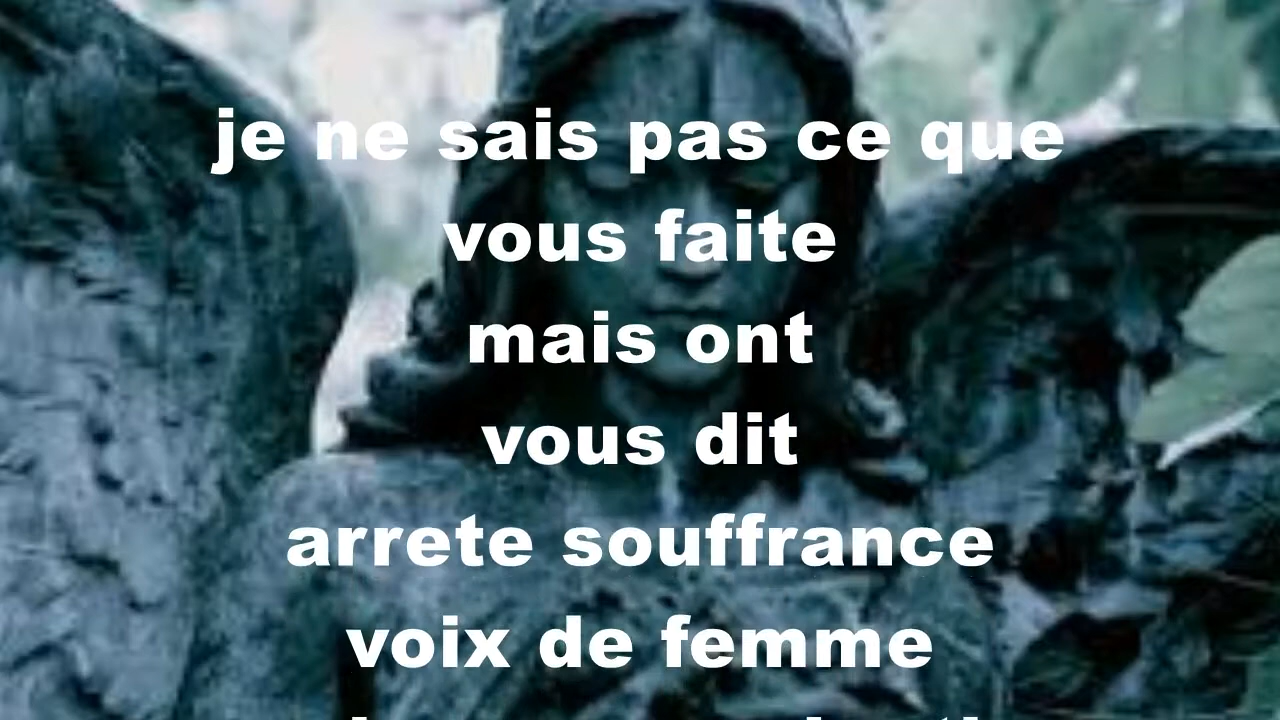 je ne sais pas ce que
vous faite
mais ont
vous dit
arrete souffrance
voix de femme